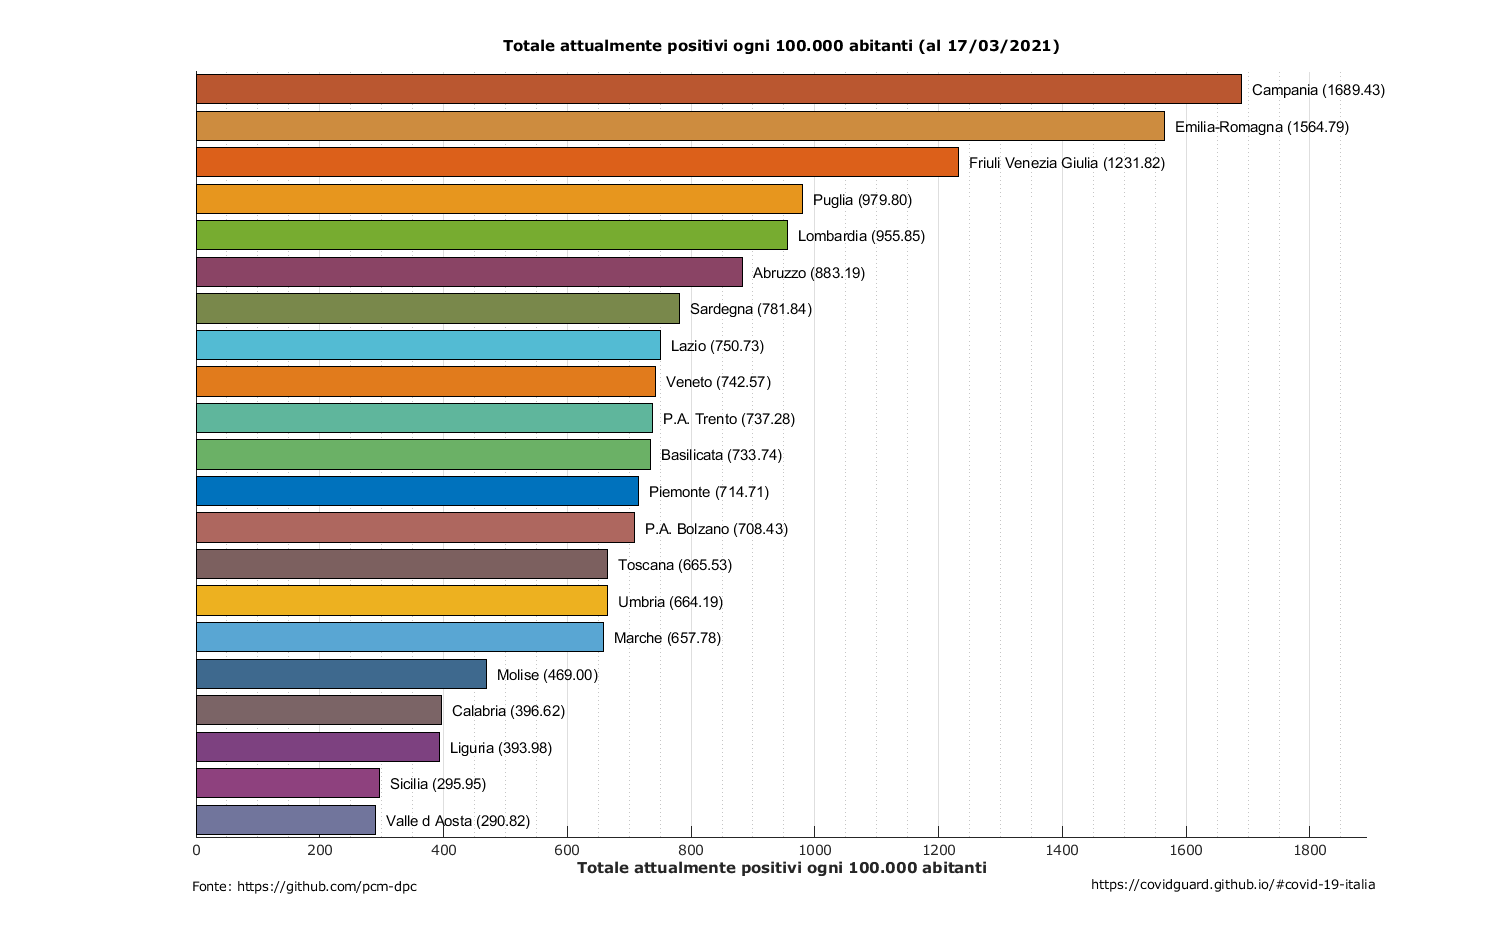 Totale attualmente positivi ogni 100.000 abitanti (al 17/03/2021)
Campania (1689.43)
Emilia-Romagna (1564.79)
Friuli Venezia Giulia (1231.82)
Puglia (979.80)
Lombardia (955.85)
Abruzzo (883.19)
Sardegna (781.84)
Lazio (750.73)
Veneto (742.57)
P.A. Trento (737.28)
Basilicata (733.74)
Piemonte (714.71)
P.A. Bolzano (708.43)
Toscana (665.53)
Umbria (664.19)
Marche (657.78)
Molise (469.00)
Calabria (396.62)
Liguria (393.98)
Sicilia (295.95)
Valle d Aosta (290.82)
0 200 400 600 800 1000 1200 1400 1600 1800
Totale attualmente positivi ogni 100.000 abitanti
Fonte: https://github.com/pcm-dpc
https://covidguard.github.io/#covid-19-italia